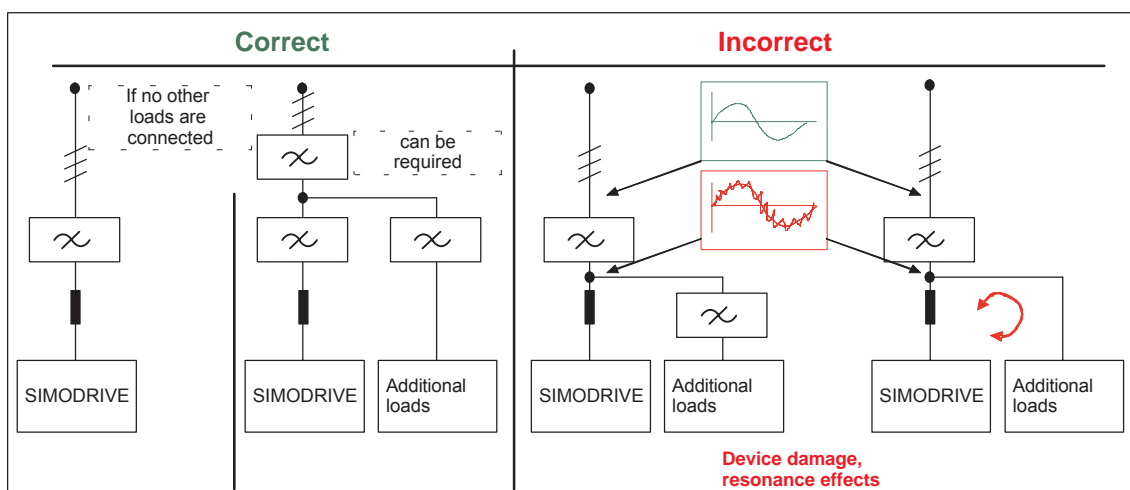 Correct
Incorrect
If no other
loads are
connected
can be
required
SIMODRIVE
SIMODRIVE
Additional
loads
SIMODRIVE
Additional
loads
SIMODRIVE
Additional
loads
Device damage,
resonance effects